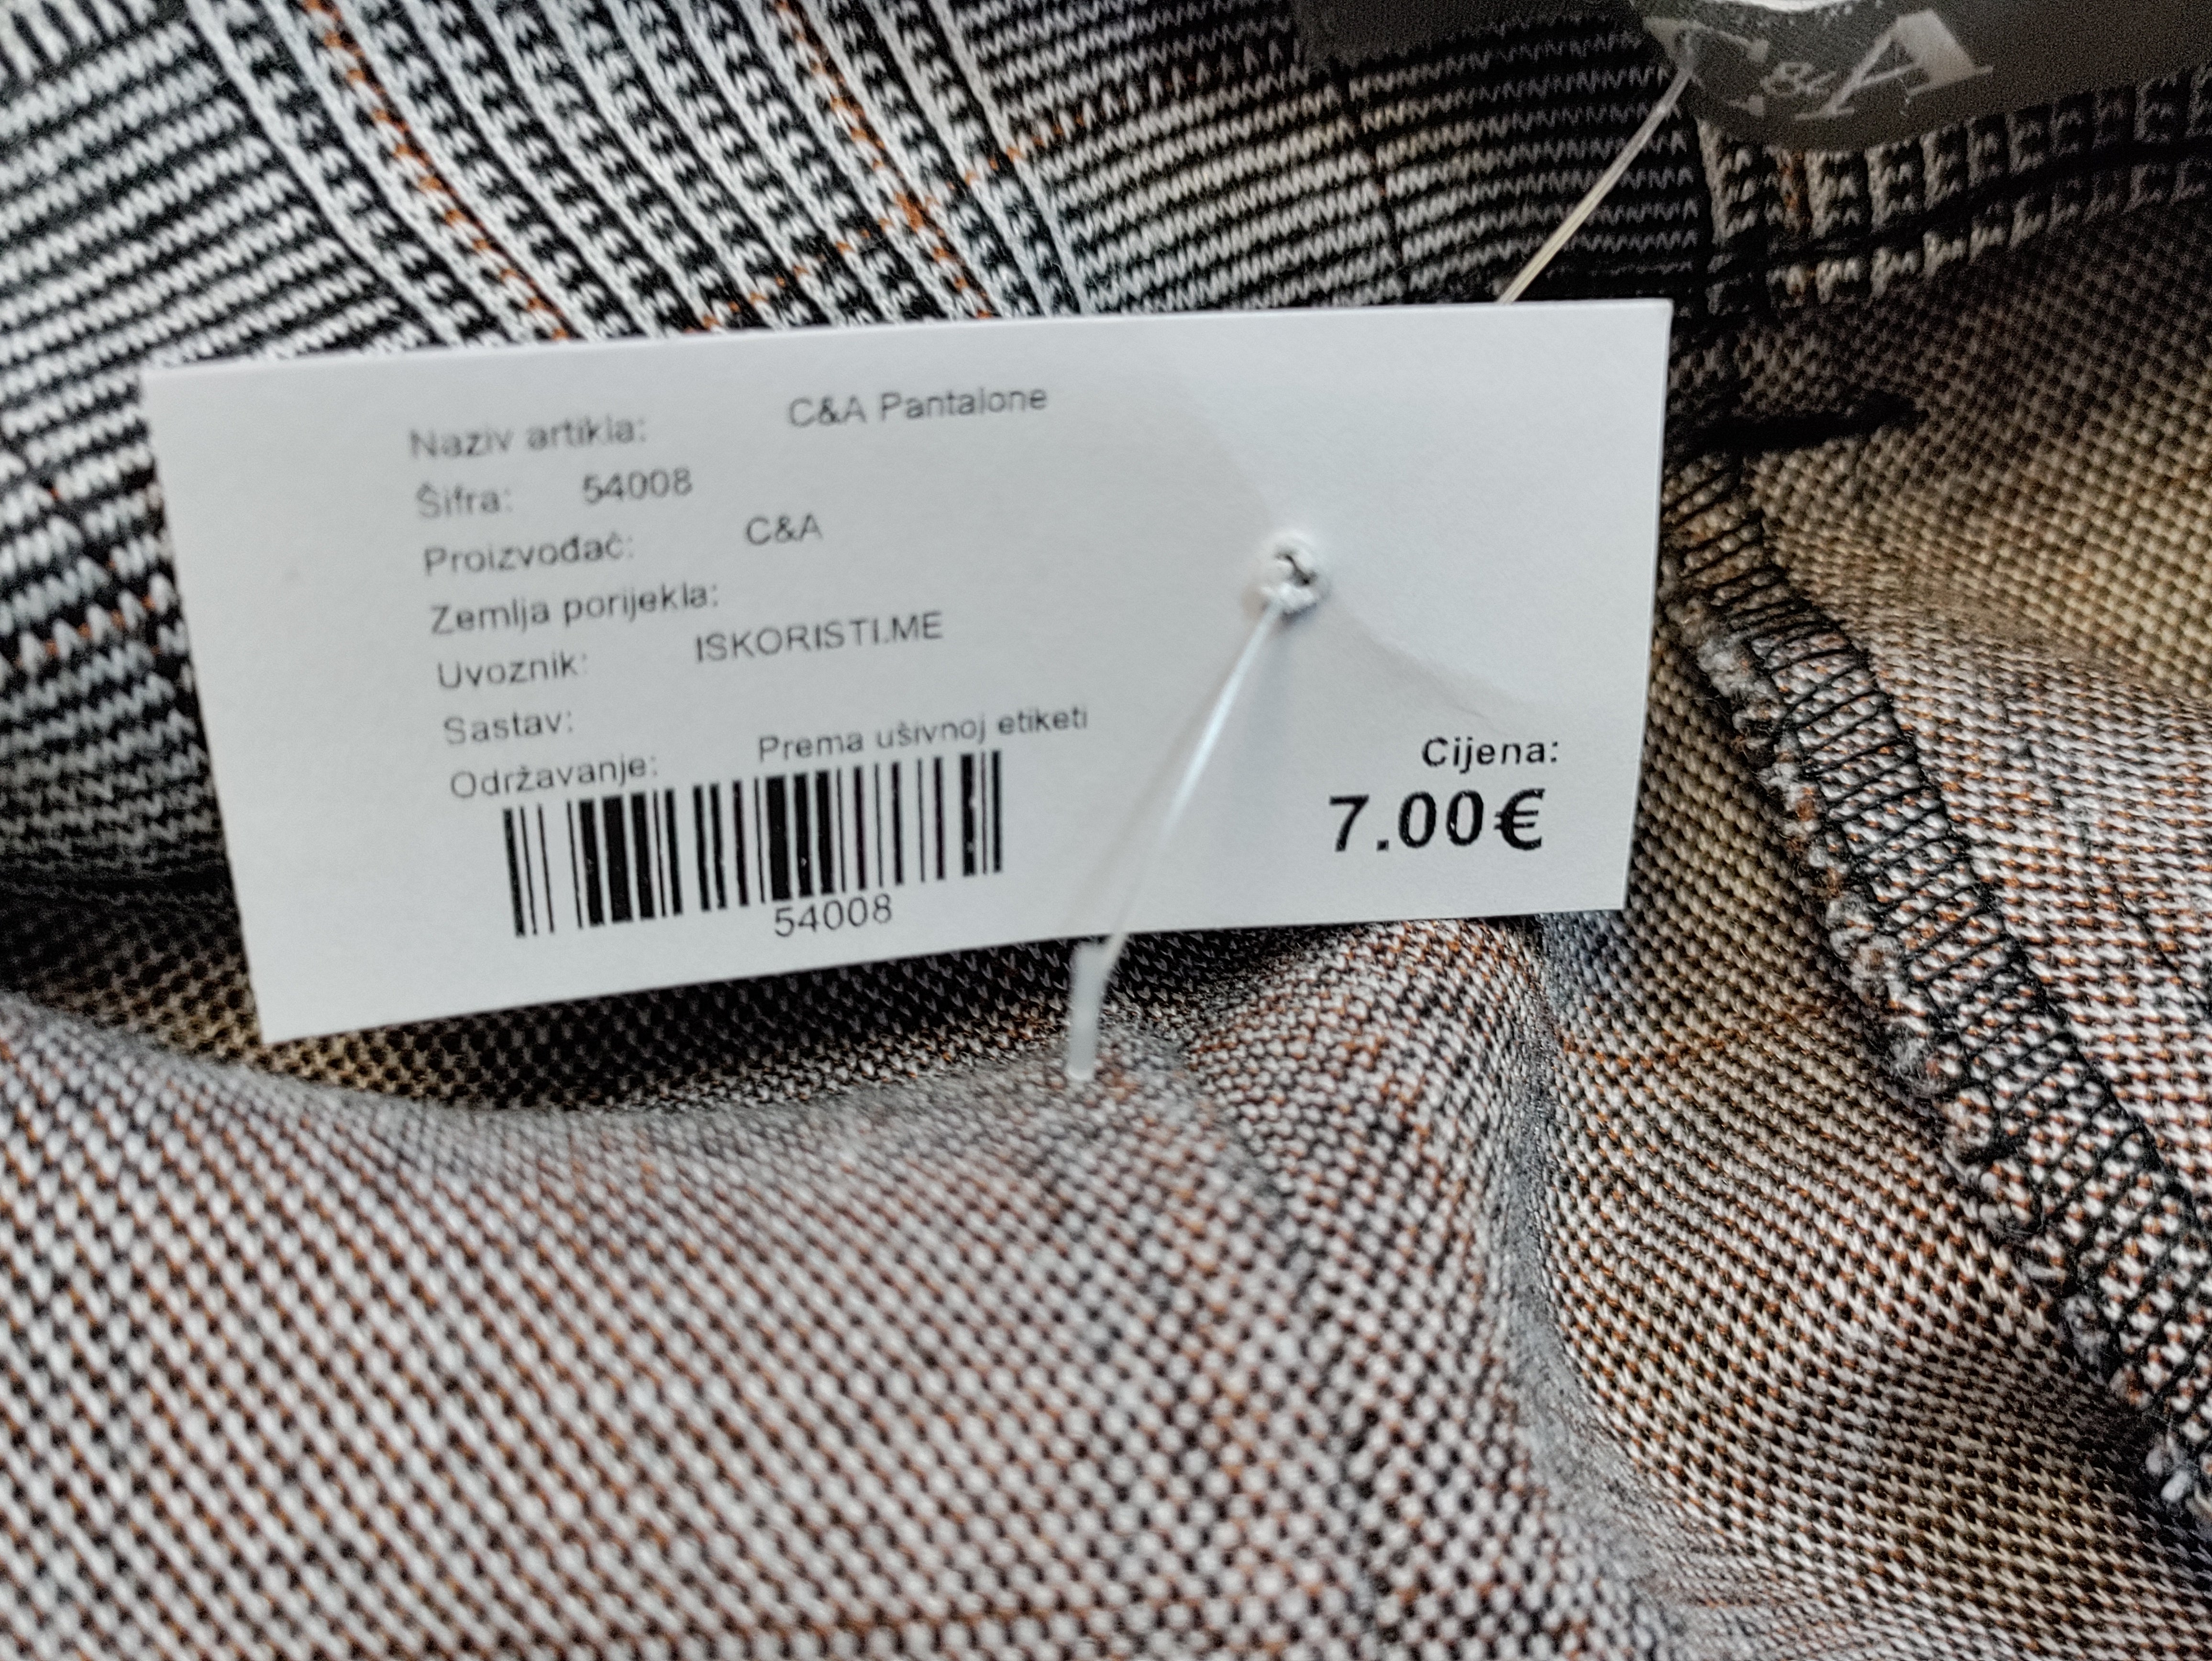 C&A
Naziv artikla: C&A Pantalone
Šifra: 54008
Proizvođač: C&A
Zemlja porijekla:
Uvoznik: ISKORISTI.ME
Sastav:
Održavanje: Prema ušivnoj etiketi
54008
Cijena:
7.00€